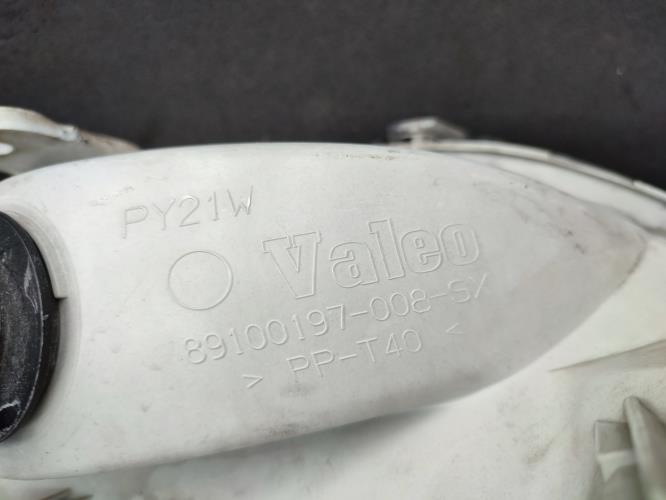 PY21W
Valeo
89100197-008-SX
> PP-T40 <